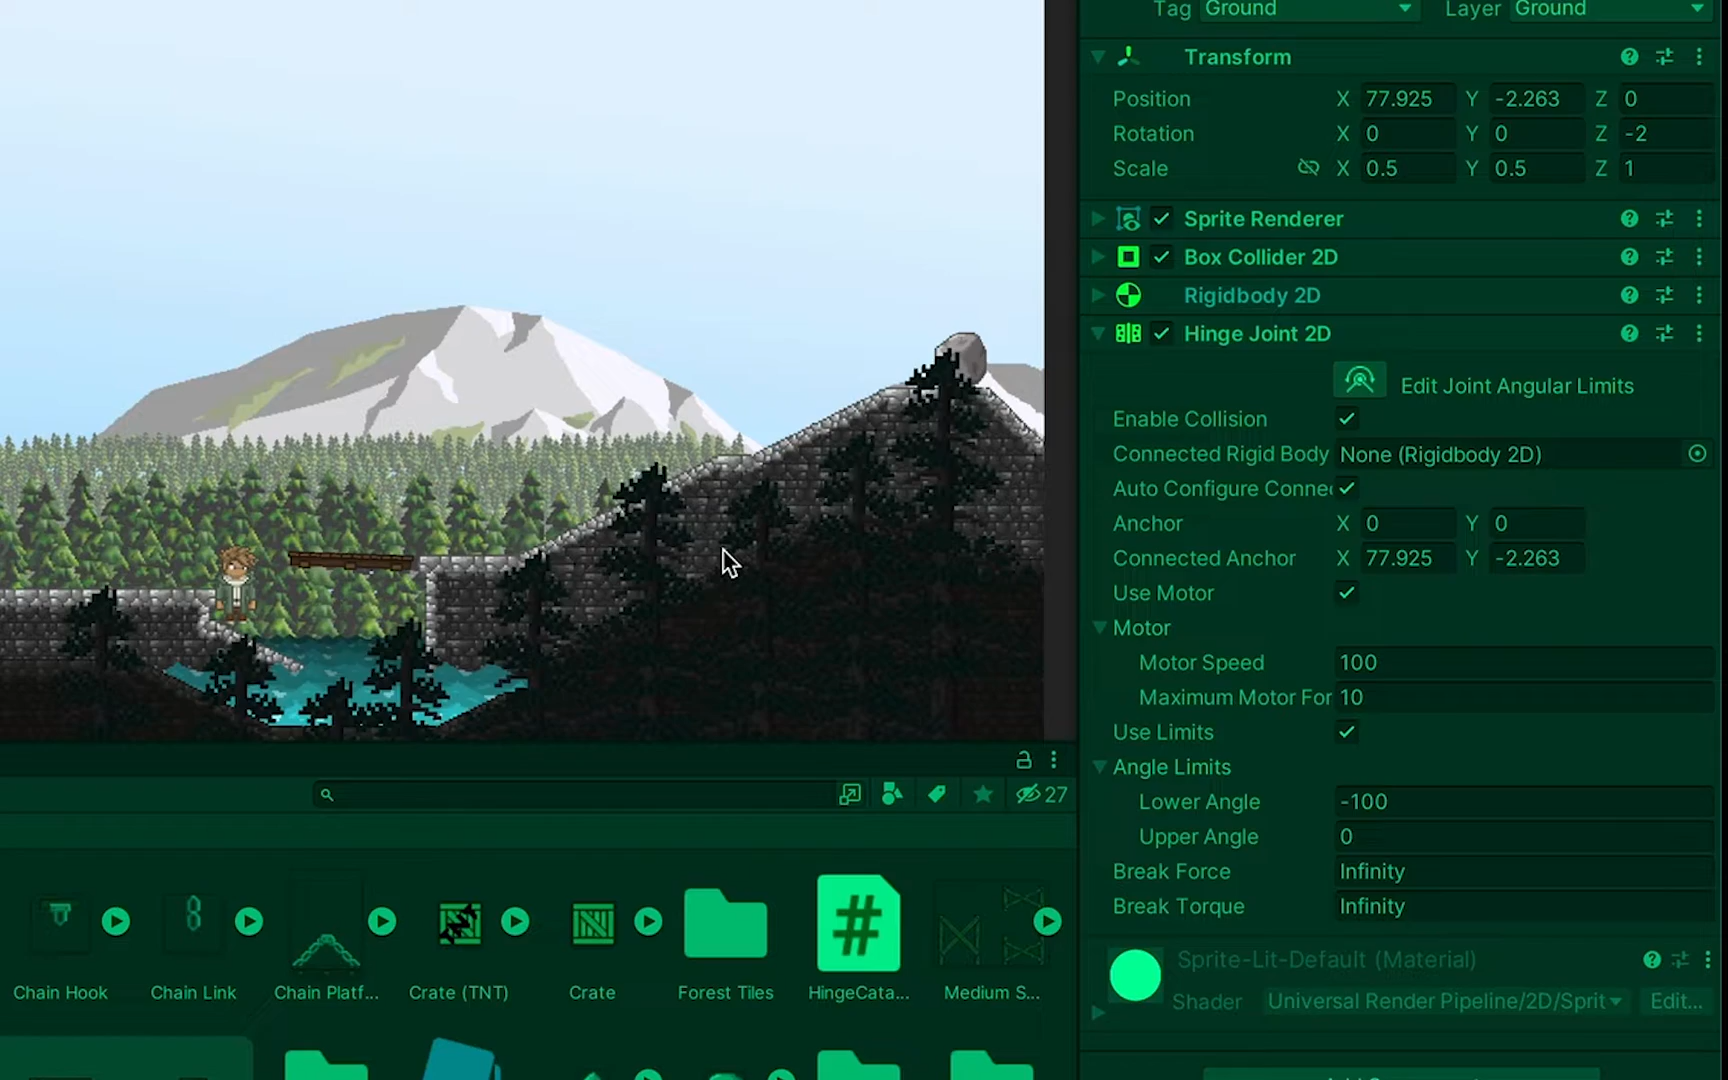 Tag Ground Layer Ground
Transform
Position X 77.925 Y -2.263 Z 0
Rotation X 0 Y 0 Z -2
Scale X 0.5 Y 0.5 Z 1
Sprite Renderer
Box Collider 2D
Rigidbody 2D
Hinge Joint 2D
Edit Joint Angular Limits
Enable Collision
Connected Rigid Body None (Rigidbody 2D)
Auto Configure Connec
Anchor X 0 Y 0
Connected Anchor X 77.925 Y -2.263
Use Motor
Motor
Motor Speed 100
Maximum Motor For 10
Use Limits
Angle Limits
Lower Angle -100
Upper Angle 0
Break Force Infinity
Break Torque Infinity
Sprite-Lit-Default (Material)
Shader Universal Render Pipeline/2D/Sprit Edit...
27
Chain Hook Chain Link Chain Platf... Crate (TNT) Crate Forest Tiles HingeCata... Medium S...